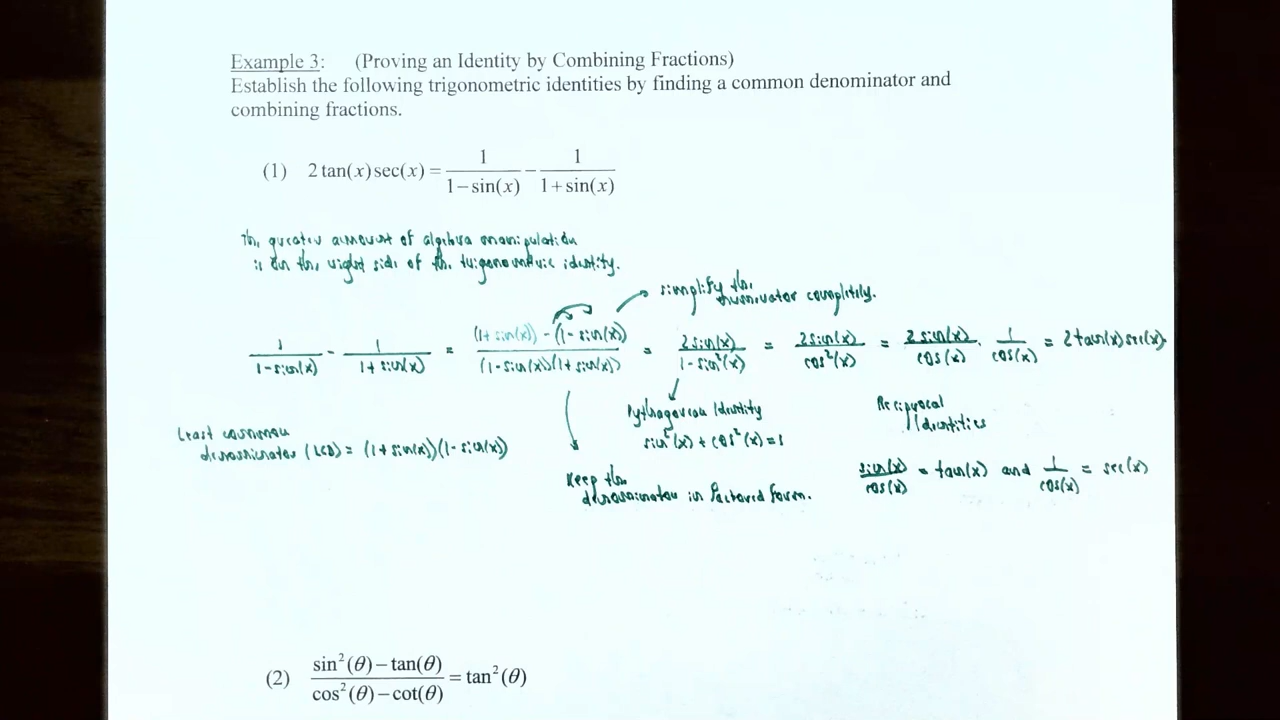 Example 3: (Proving an Identity by Combining Fractions)
Establish the following trigonometric identities by finding a common denominator and
combining fractions.
(1) 2 tan(x) sec(x) = 1/(1 − sin(x)) − 1/(1 + sin(x))
The greater amount of algebra manipulation
is on the right side of the trigonometric identity.
simplify the
numerator completely.
1/(1 - sin(x)) - 1/(1 + sin(x)) = ((1 + sin(x)) - (1 - sin(x)))/((1 - sin(x))(1 + sin(x))) = 2 sin(x)/(1 - sin²(x)) = 2 sin(x)/cos²(x) = 2 sin(x)/cos(x) · 1/cos(x) = 2 tan(x) sec(x).
Least common
denominator (LCD) = (1 + sin(x))(1 - sin(x))
Pythagorean Identity
sin²(x) + cos²(x) = 1
Reciprocal
Identities
Keep the
denominator in factored form.
sin(x)/cos(x) = tan(x) and 1/cos(x) = sec(x)
(2) (sin²(θ) − tan(θ))/(cos²(θ) − cot(θ)) = tan²(θ)